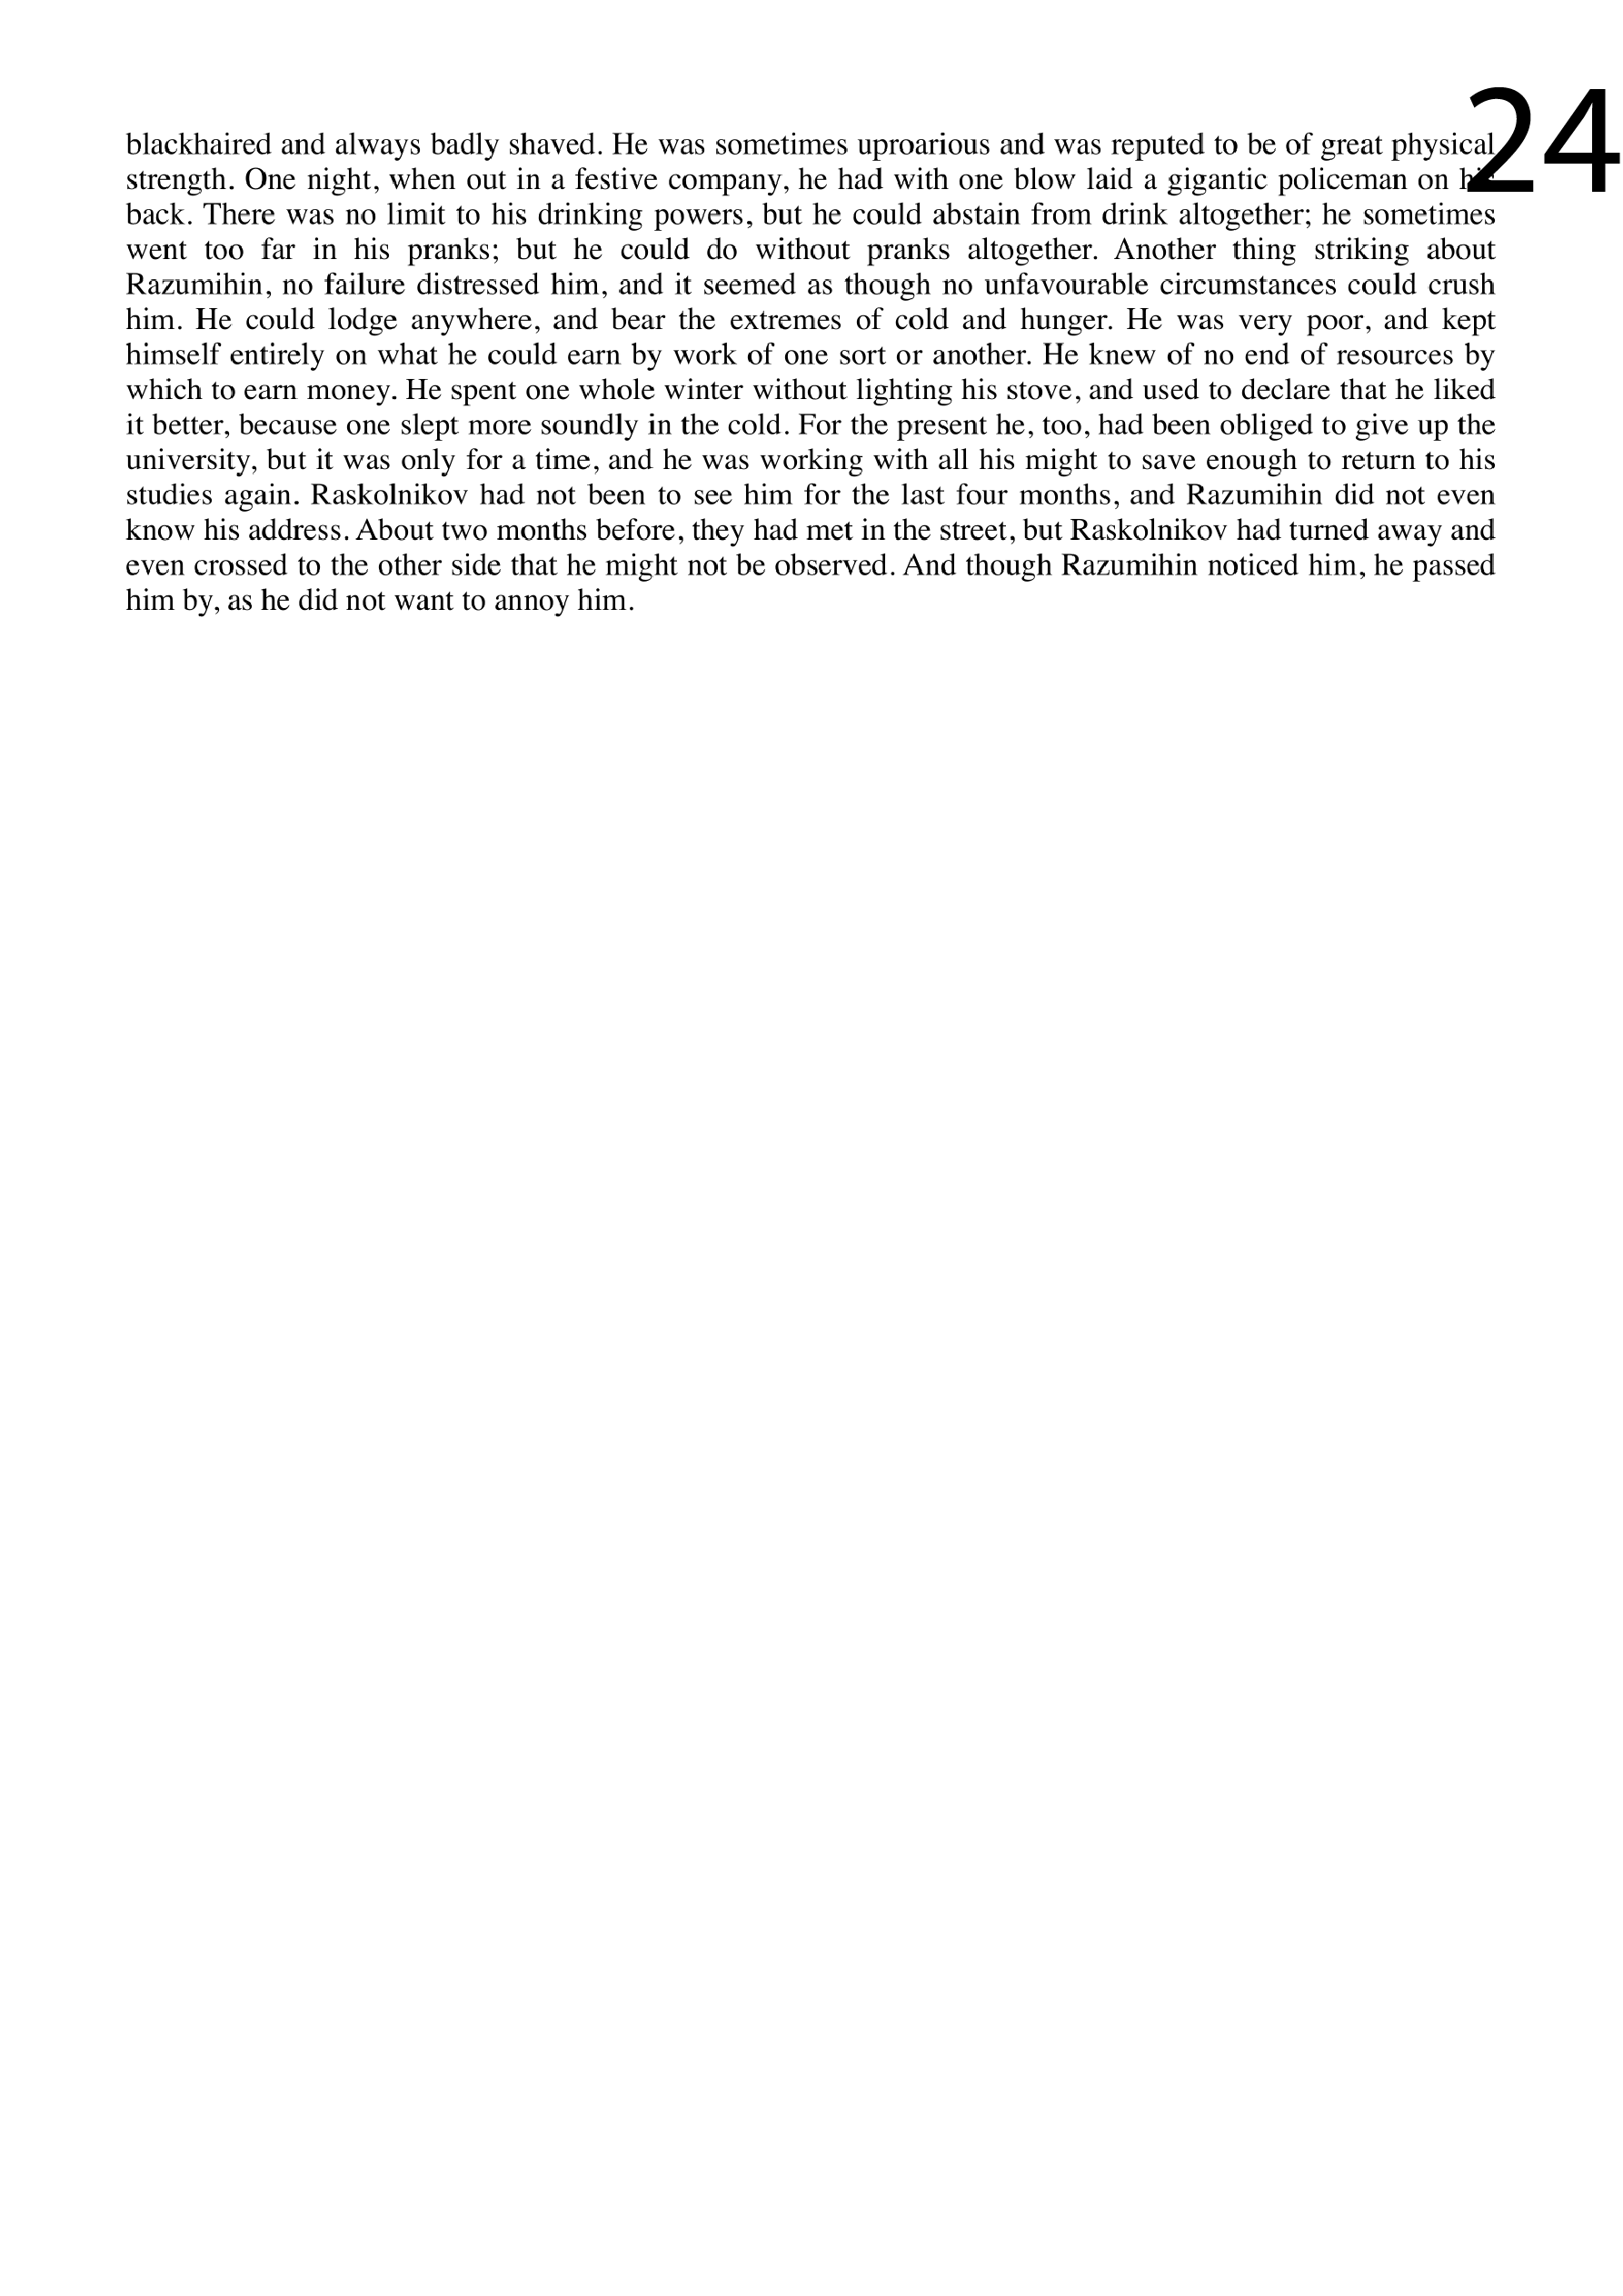 24
blackhaired and always badly shaved. He was sometimes uproarious and was reputed to be of great physical
strength. One night, when out in a festive company, he had with one blow laid a gigantic policeman on his
back. There was no limit to his drinking powers, but he could abstain from drink altogether; he sometimes
went too far in his pranks; but he could do without pranks altogether. Another thing striking about
Razumihin, no failure distressed him, and it seemed as though no unfavourable circumstances could crush
him. He could lodge anywhere, and bear the extremes of cold and hunger. He was very poor, and kept
himself entirely on what he could earn by work of one sort or another. He knew of no end of resources by
which to earn money. He spent one whole winter without lighting his stove, and used to declare that he liked
it better, because one slept more soundly in the cold. For the present he, too, had been obliged to give up the
university, but it was only for a time, and he was working with all his might to save enough to return to his
studies again. Raskolnikov had not been to see him for the last four months, and Razumihin did not even
know his address. About two months before, they had met in the street, but Raskolnikov had turned away and
even crossed to the other side that he might not be observed. And though Razumihin noticed him, he passed
him by, as he did not want to annoy him.